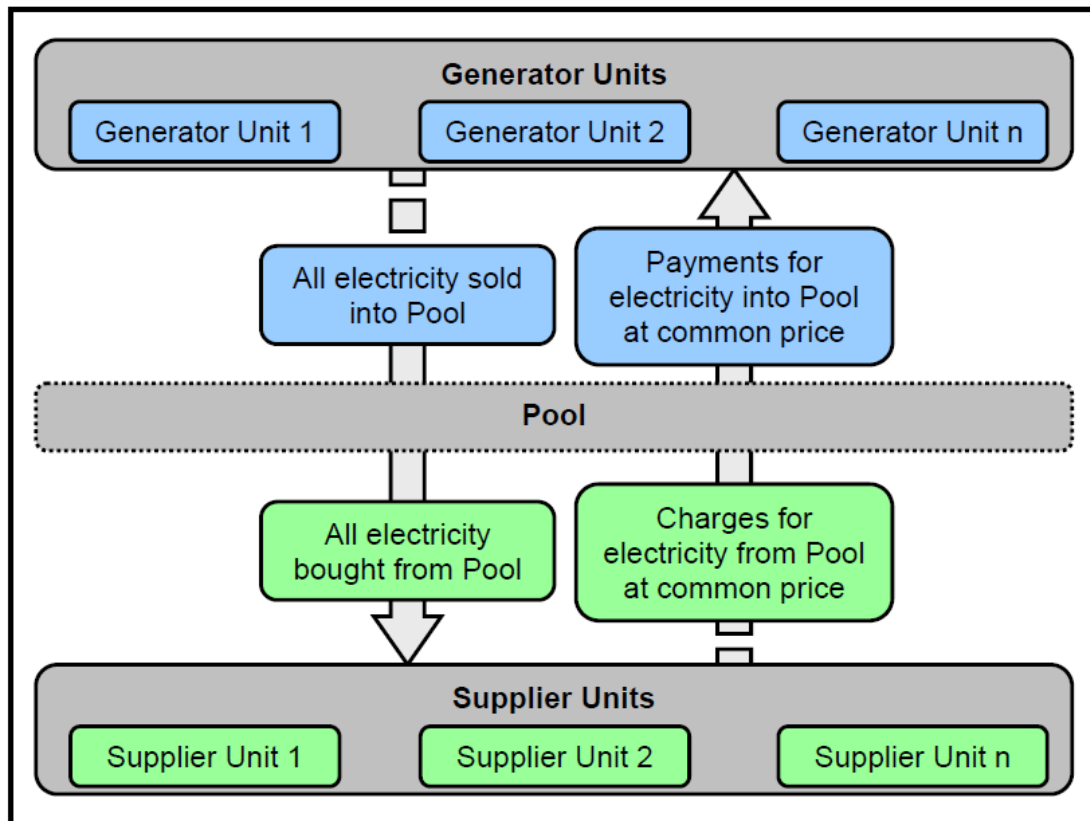 Generator Units
Generator Unit 1
Generator Unit 2
Generator Unit n
All electricity sold
into Pool
Payments for
electricity into Pool
at common price
Pool
All electricity
bought from Pool
Charges for
electricity from Pool
at common price
Supplier Units
Supplier Unit 1
Supplier Unit 2
Supplier Unit n